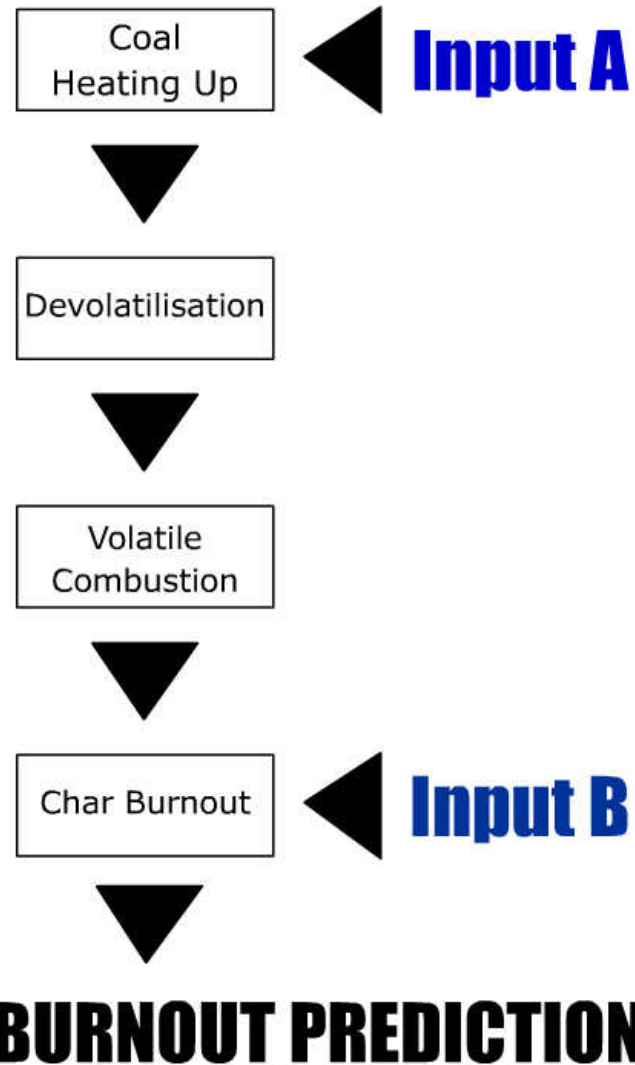 Coal
Heating Up
Input A
Devolatilisation
Volatile
Combustion
Char Burnout
Input B
BURNOUT PREDICTION